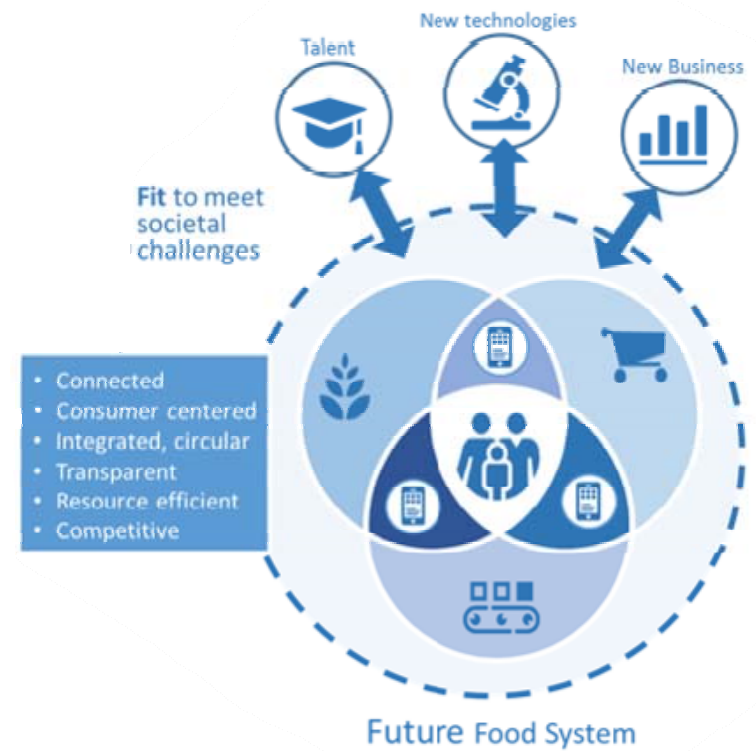 New technologies
Talent
New Business
Fit to meet
societal
challenges
• Connected
• Consumer centered
• Integrated, circular
• Transparent
• Resource efficient
• Competitive
Future Food System